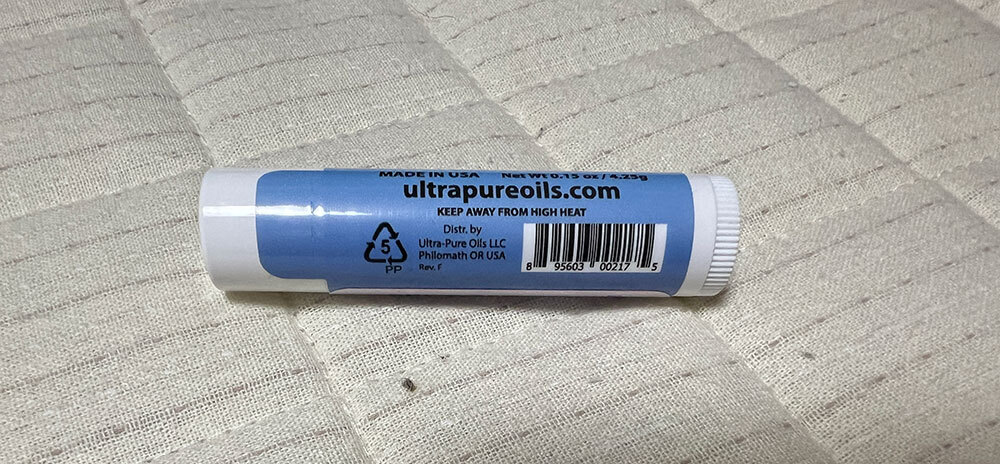 MADE IN USA Net Wt 0.15 oz / 4.25g
ultrapureoils.com
KEEP AWAY FROM HIGH HEAT
Distr. by
Ultra-Pure Oils LLC
Philomath OR USA
Rev. F
5
PP
8 95603 00217 5